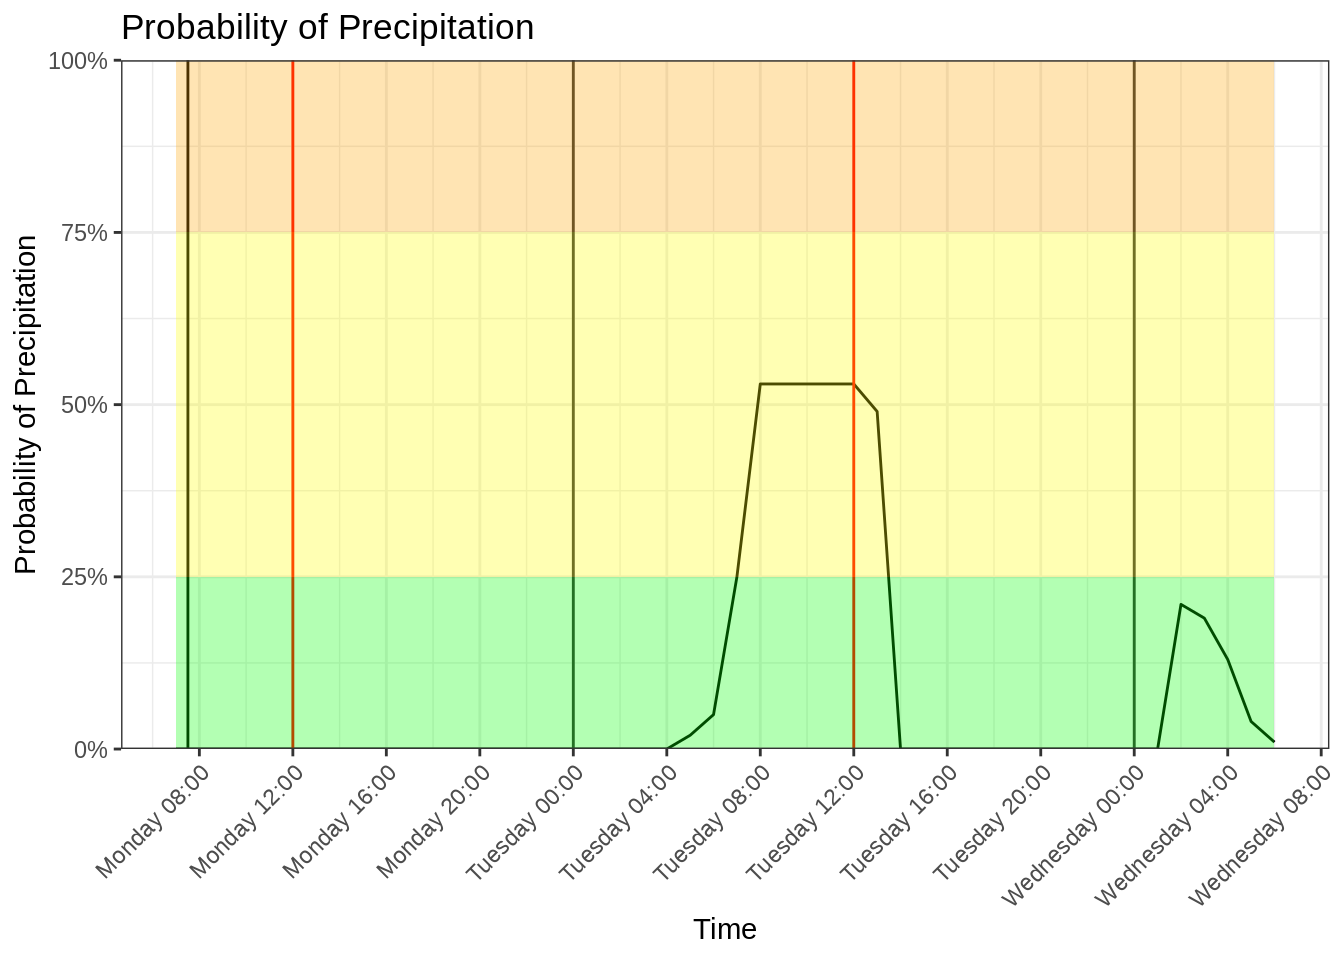 Probability of Precipitation
Probability of Precipitation
100%
75%
50%
25%
0%
Monday 08:00
Monday 12:00
Monday 16:00
Monday 20:00
Tuesday 00:00
Tuesday 04:00
Tuesday 08:00
Tuesday 12:00
Tuesday 16:00
Tuesday 20:00
Wednesday 00:00
Wednesday 04:00
Wednesday 08:00
Time